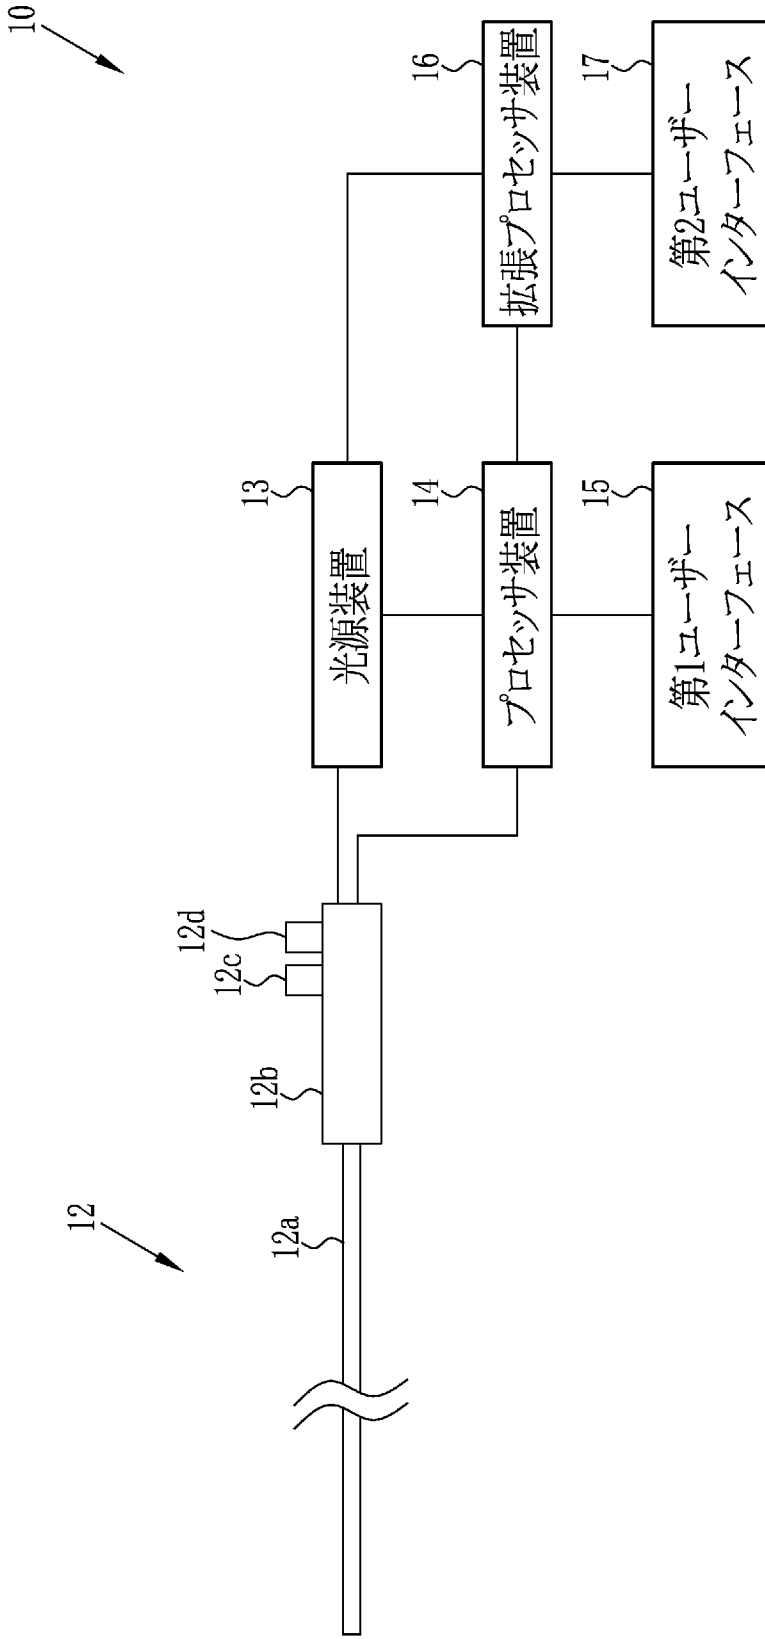 10
12
12a
12b
12c
12d
13
光源装置
14
プロセッサ装置
15
第1ユーザー
インターフェース
16
拡張プロセッサ装置
17
第2ユーザー
インターフェース